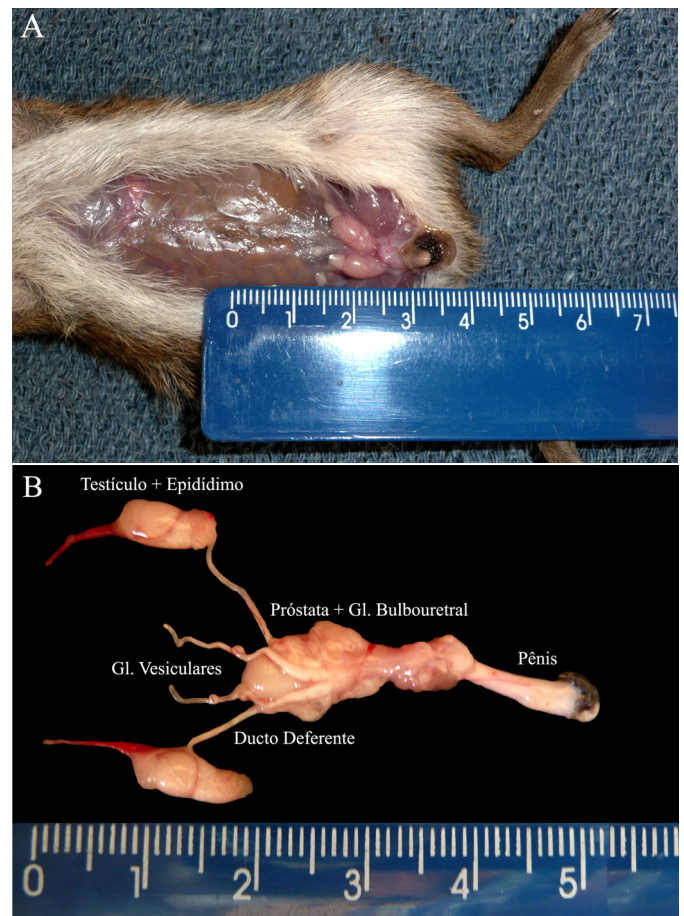 A
0 1 2 3 4 5 6 7
B
Testículo + Epidídimo
Próstata + Gl. Bulbouretral
Pênis
Gl. Vesiculares
Ducto Deferente
0 1 2 3 4 5